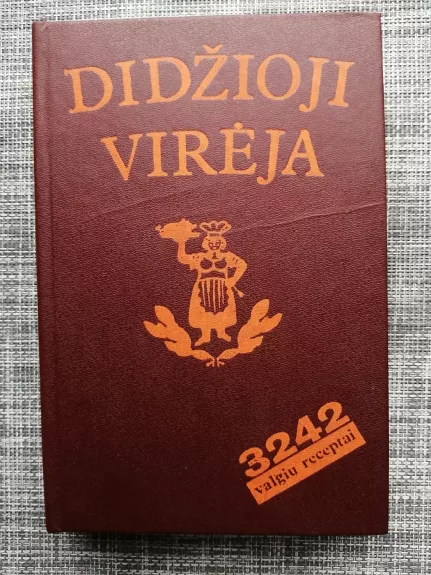 DIDŽIOJI
VIRĖJA
3242
valgių receptai